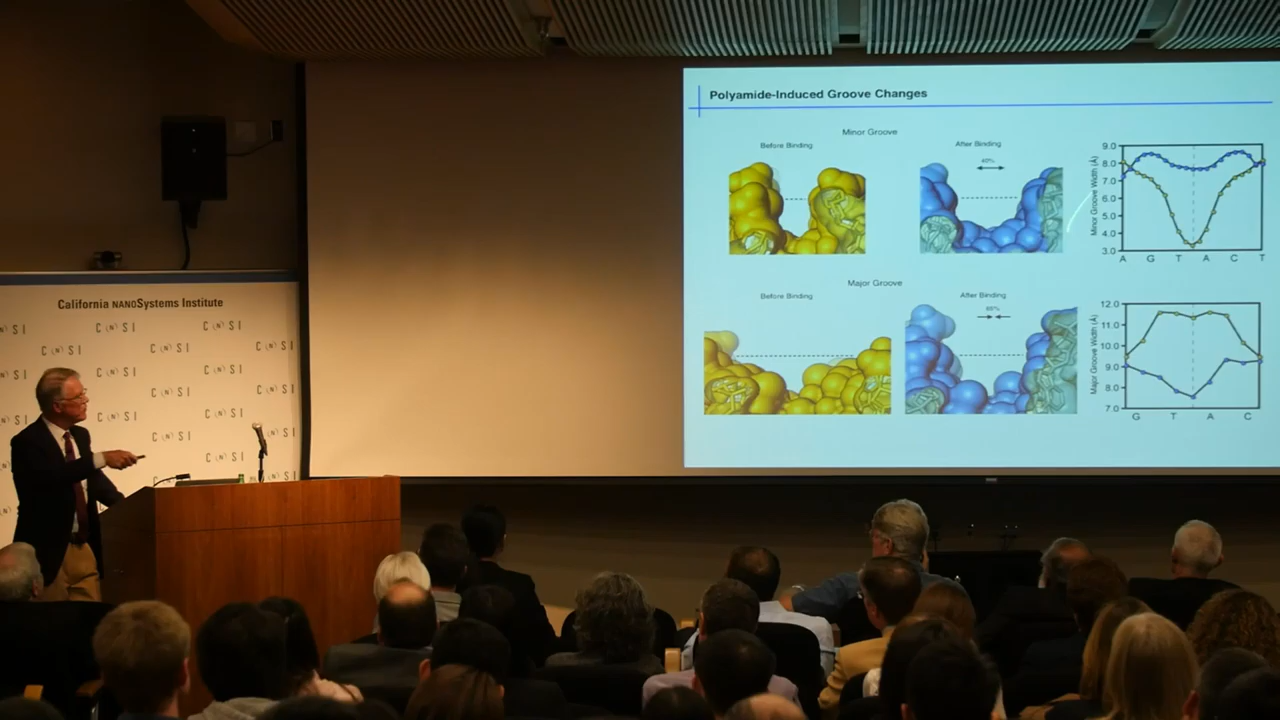 Polyamide-Induced Groove Changes
Minor Groove
Before Binding
After Binding
40%
Minor Groove Width (Å)
9.0
8.0
7.0
6.0
5.0
4.0
3.0
A G T A C T
Major Groove
Before Binding
After Binding
Major Groove Width (Å)
12.0
11.0
10.0
9.0
8.0
7.0
G T A C
California NANOSystems Institute
C (N) S I
C (N) S I
C (N) S I
C (N) S I
C (N) S I
C (N) S I
C (N) S I
C (N) S I
C (N) S I
C (N) S I
C (N) S I
C (N) S I